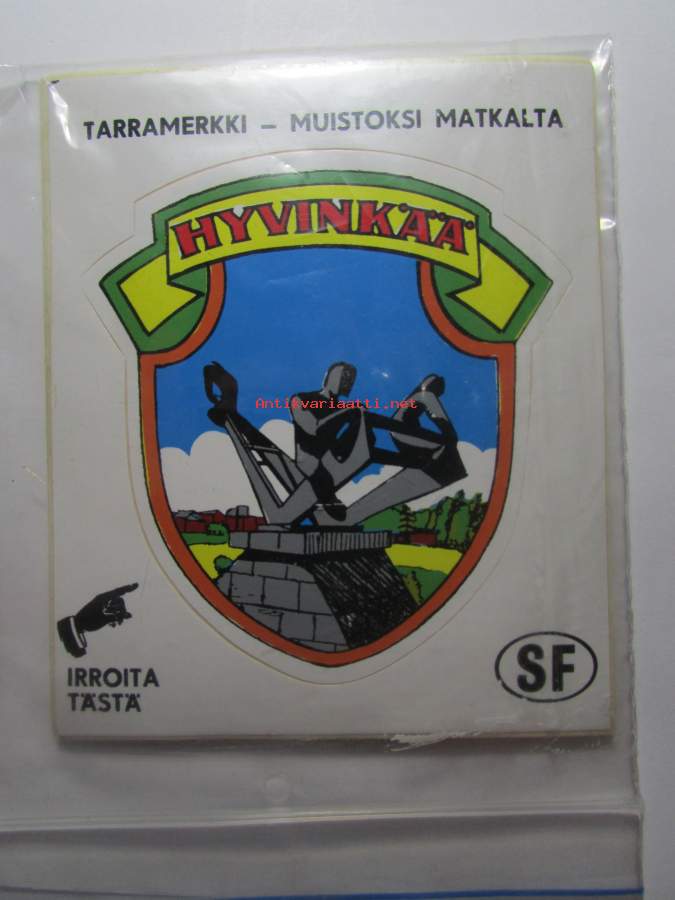 TARRAMERKKI – MUISTOKSI MATKALTA
HYVINKÄÄ
Antikvariaatti.net
IRROITA
TÄSTÄ
SF